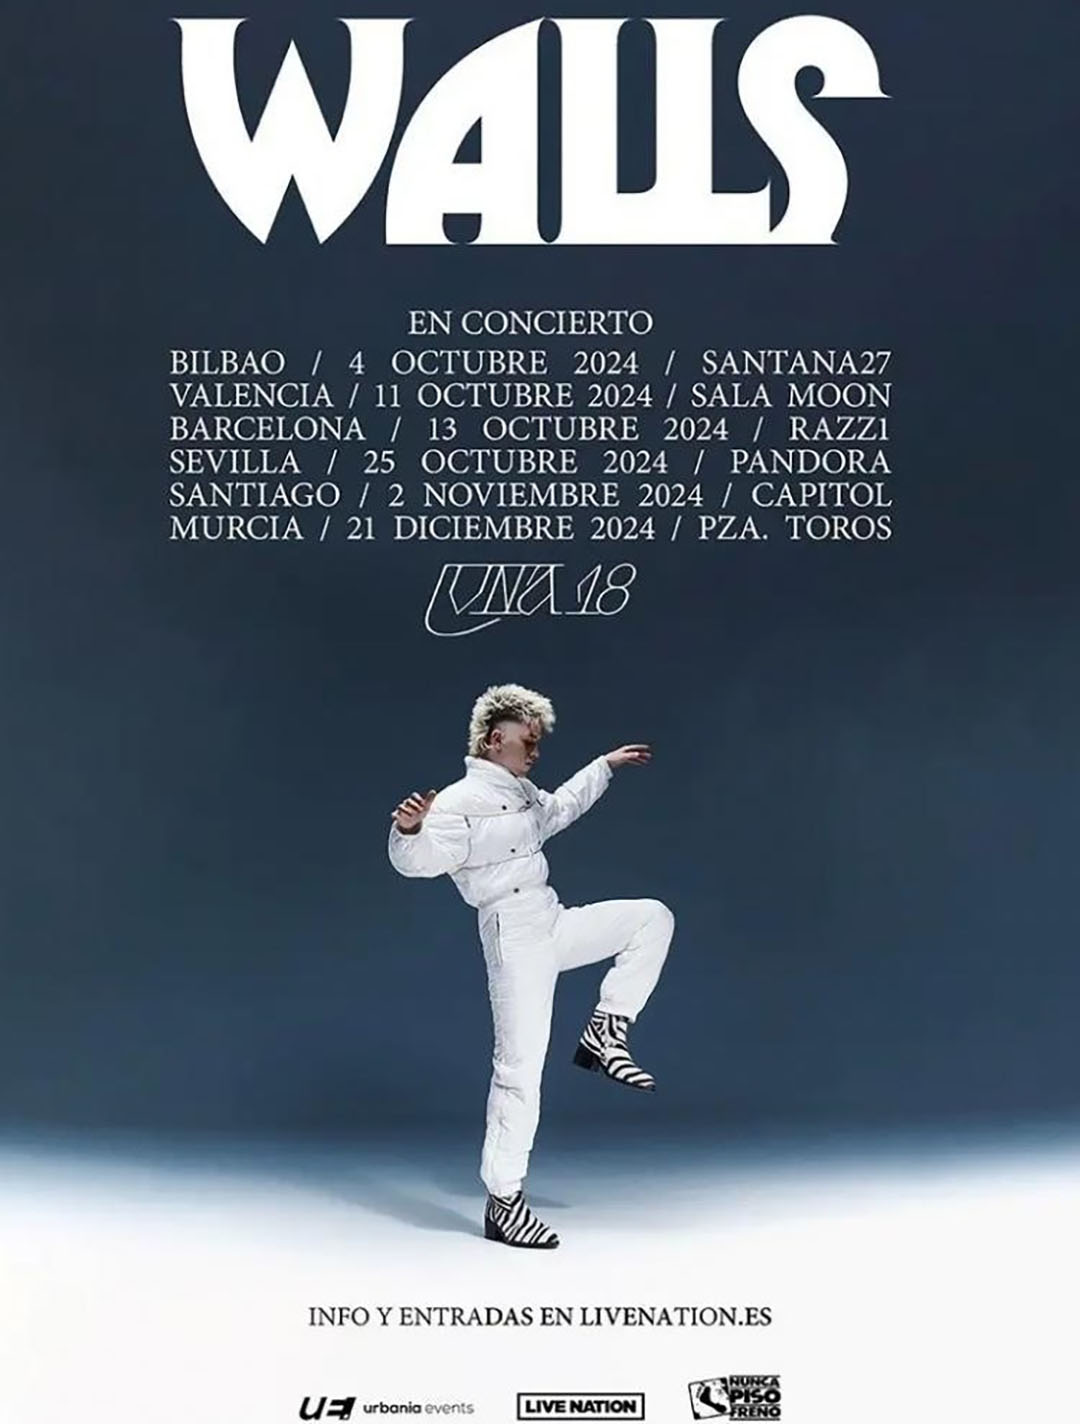 WALLS
EN CONCIERTO
BILBAO / 4 OCTUBRE 2024 / SANTANA27
VALENCIA / 11 OCTUBRE 2024 / SALA MOON
BARCELONA / 13 OCTUBRE 2024 / RAZZ1
SEVILLA / 25 OCTUBRE 2024 / PANDORA
SANTIAGO / 2 NOVIEMBRE 2024 / CAPITOL
MURCIA / 21 DICIEMBRE 2024 / PZA. TOROS
LUNA 18
INFO Y ENTRADAS EN LIVENATION.ES
UE! urbania events
LIVE NATION
NUNCA
PISO
FRENO